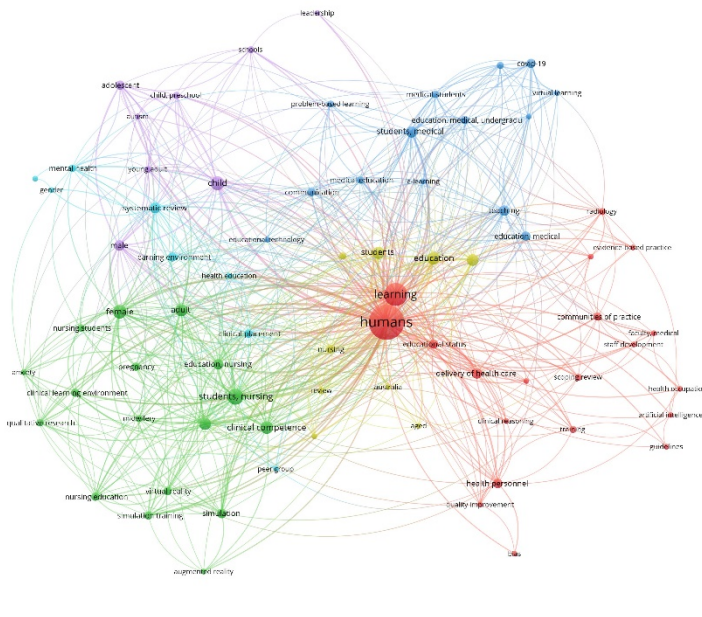 leadership
schools
covid-19
adolescent
child, preschool
medical students
virtual learning
problem-based learning
autism
education, medical, undergradu
students, medical
mental health
young adult
child
medical education
e-learning
gender
communication
systematic review
teaching
radiology
male
educational technology
education, medical
evidence based practice
learning environment
students
education
health education
learning
female
adult
humans
communities of practice
nursing students
clinical placement
faculty medical
educational status
staff development
nursing
anxiety
pregnancy
education, nursing
delivery of health care
scoping review
clinical learning environment
review
australia
health occupatio
students, nursing
artificial intelligence
qualitative research
midwifery
clinical competence
aged
clinical reasoning
training
guidelines
peer group
health personnel
nursing education
virtual reality
quality improvement
simulation training
simulation
bias
augmented reality